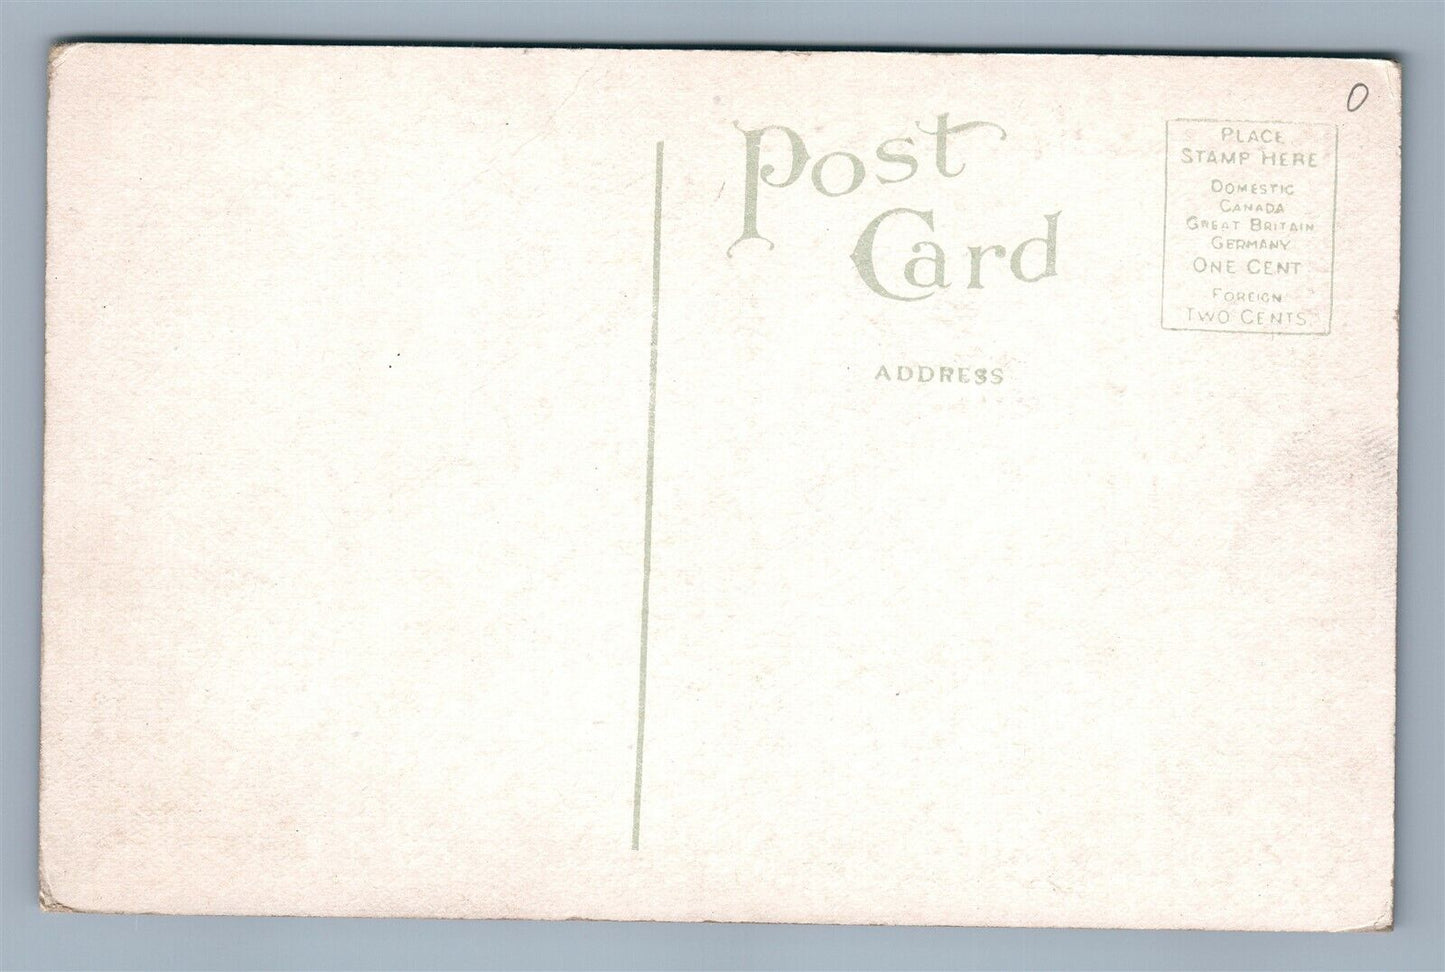 Post
Card
ADDRESS
PLACE
STAMP HERE
DOMESTIC
CANADA
GREAT BRITAIN
GERMANY
ONE CENT
FOREIGN
TWO CENTS
0